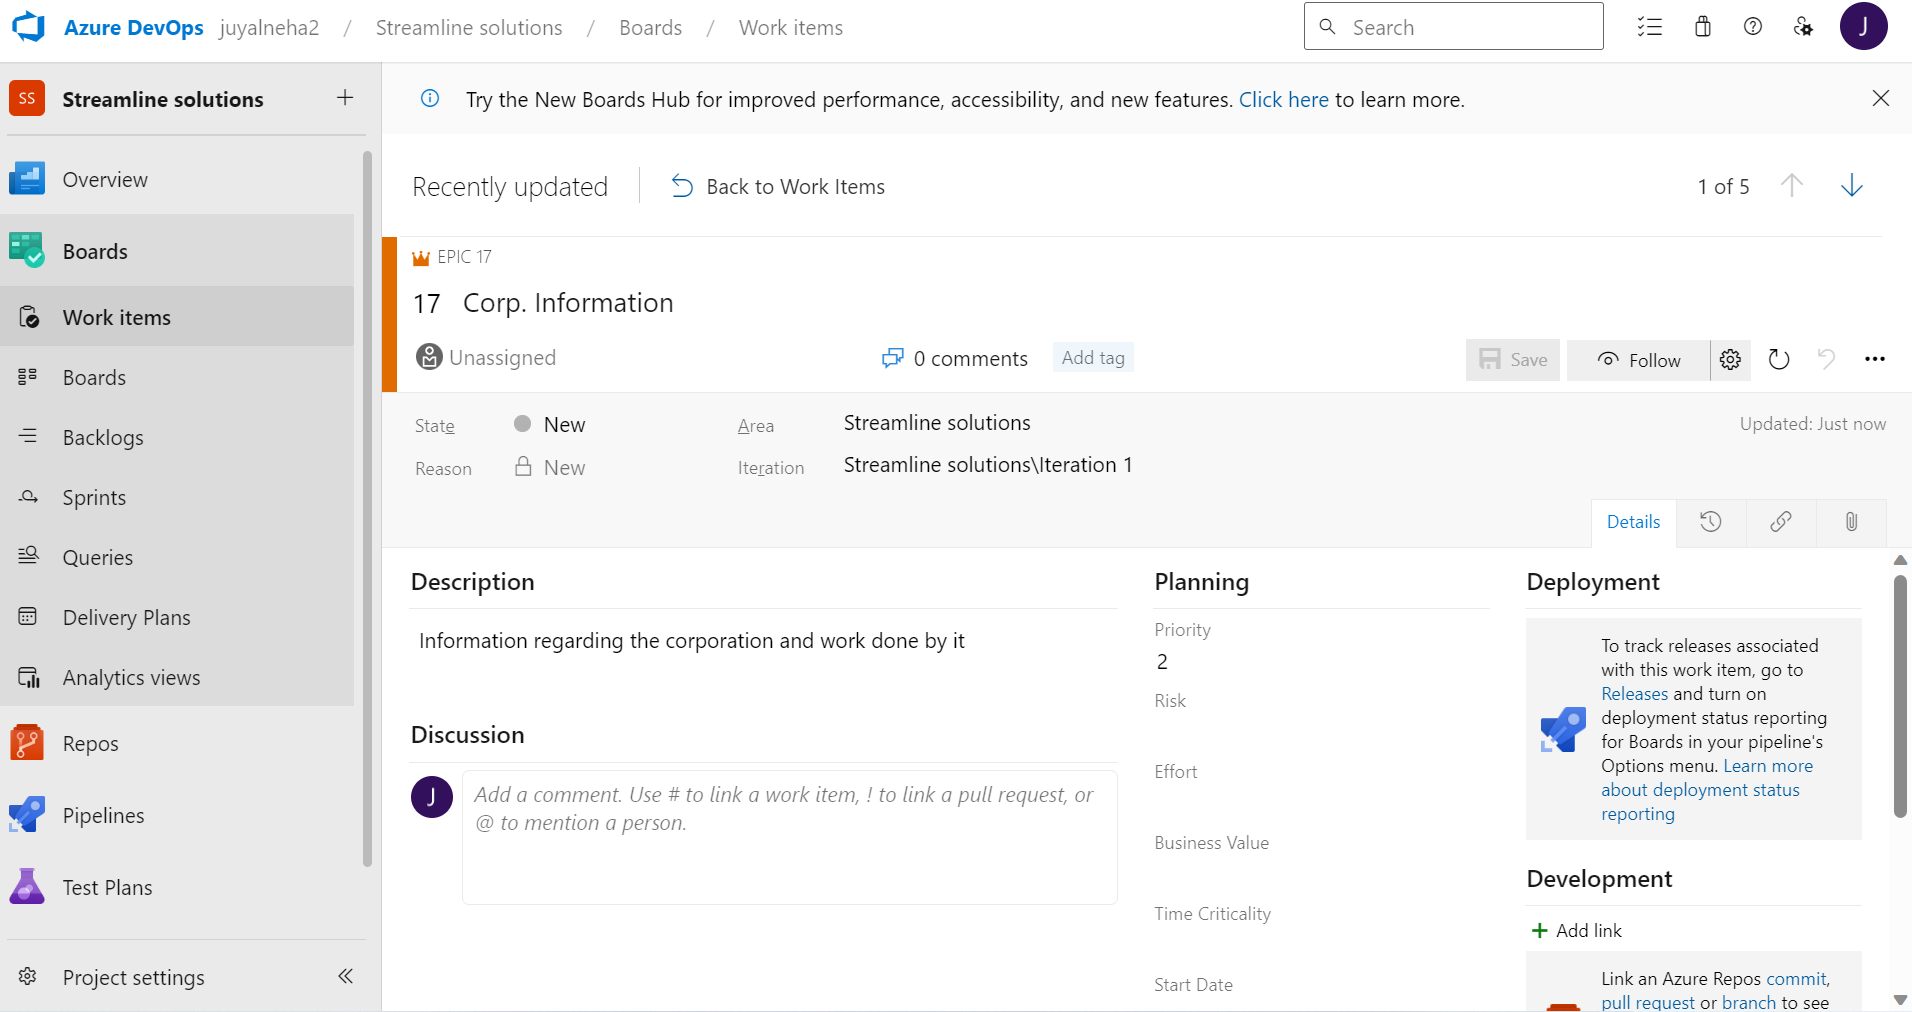 Azure DevOps juyalneha2 / Streamline solutions / Boards / Work items
Search
J
SS Streamline solutions
Try the New Boards Hub for improved performance, accessibility, and new features. Click here to learn more.
Overview
Boards
Work items
Boards
Backlogs
Sprints
Queries
Delivery Plans
Analytics views
Repos
Pipelines
Test Plans
Project settings
Recently updated
Back to Work Items
1 of 5
EPIC 17
17 Corp. Information
Unassigned
0 comments
Add tag
Save
Follow
State
New
Area
Streamline solutions
Updated: Just now
Reason
New
Iteration
Streamline solutions\Iteration 1
Details
Description
Information regarding the corporation and work done by it
Discussion
J
Add a comment. Use # to link a work item, ! to link a pull request, or
@ to mention a person.
Planning
Priority
2
Risk
Effort
Business Value
Time Criticality
Start Date
Deployment
To track releases associated
with this work item, go to
Releases and turn on
deployment status reporting
for Boards in your pipeline's
Options menu. Learn more
about deployment status
reporting
Development
+ Add link
Link an Azure Repos commit,
pull request or branch to see